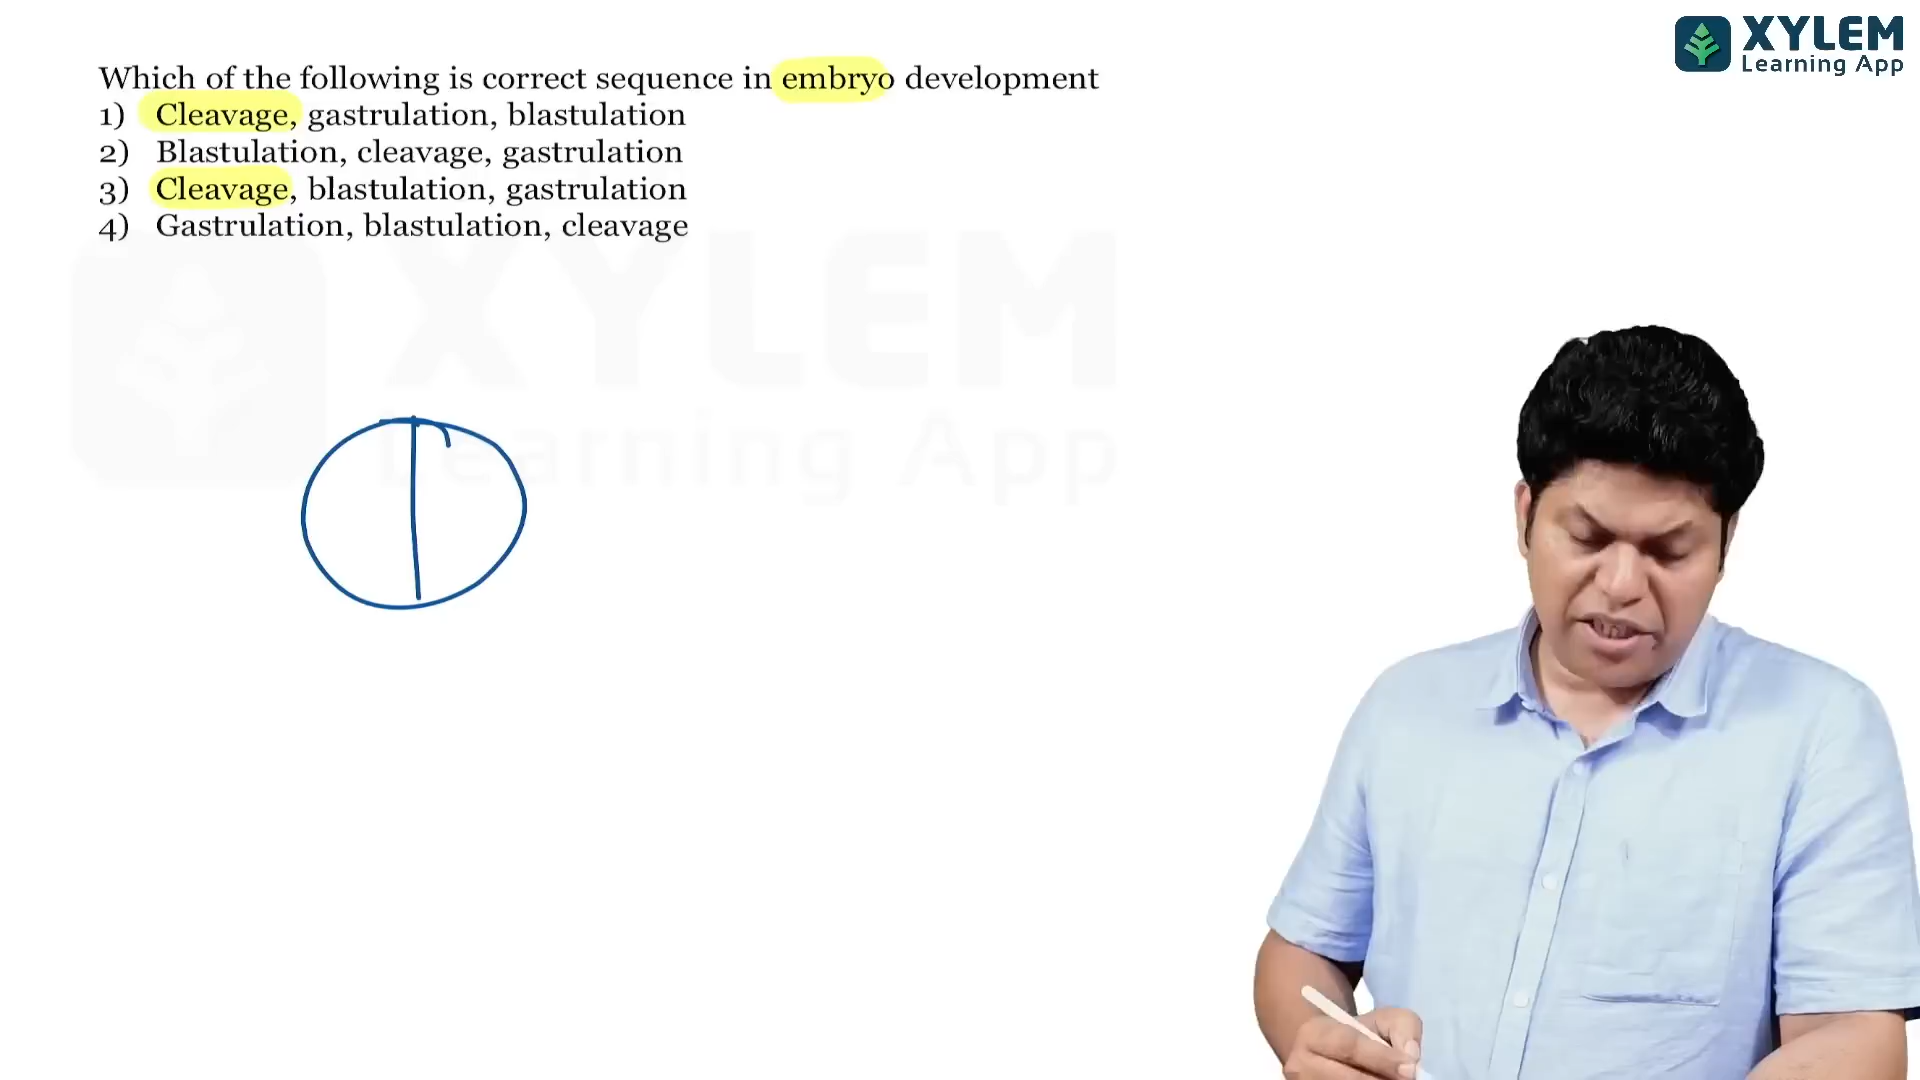 XYLEM
Learning App
Which of the following is correct sequence in embryo development
1) Cleavage, gastrulation, blastulation
2) Blastulation, cleavage, gastrulation
3) Cleavage, blastulation, gastrulation
4) Gastrulation, blastulation, cleavage
XYLEM
Learning App